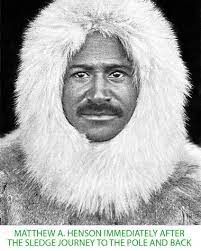 MATTHEW A. HENSON IMMEDIATELY AFTER
THE SLEDGE JOURNEY TO THE POLE AND BACK